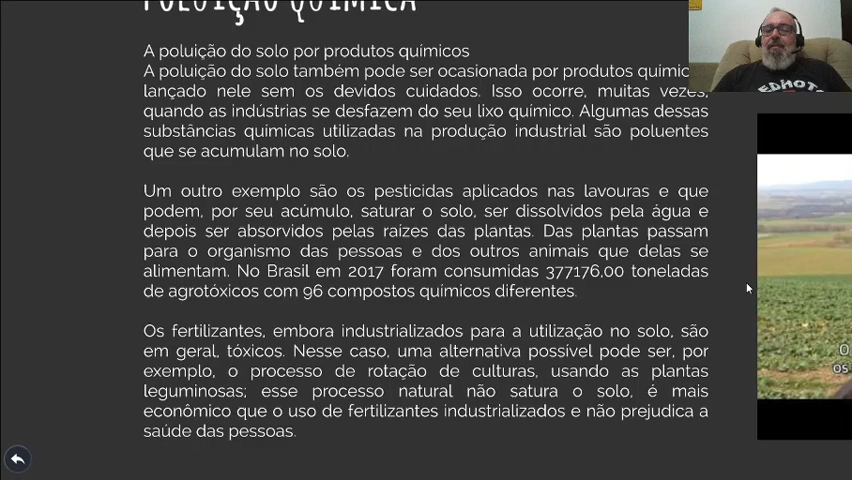 POLUIÇÃO QUÍMICA
A poluição do solo por produtos químicos
A poluição do solo também pode ser ocasionada por produtos químic
lançado nele sem os devidos cuidados. Isso ocorre, muitas vezes,
quando as indústrias se desfazem do seu lixo químico. Algumas dessas
substâncias químicas utilizadas na produção industrial são poluentes
que se acumulam no solo.
Um outro exemplo são os pesticidas aplicados nas lavouras e que
podem, por seu acúmulo, saturar o solo, ser dissolvidos pela água e
depois ser absorvidos pelas raízes das plantas. Das plantas passam
para o organismo das pessoas e dos outros animais que delas se
alimentam. No Brasil em 2017 foram consumidas 377176,00 toneladas
de agrotóxicos com 96 compostos químicos diferentes.
Os fertilizantes, embora industrializados para a utilização no solo, são
em geral, tóxicos. Nesse caso, uma alternativa possível pode ser, por
exemplo, o processo de rotação de culturas, usando as plantas
leguminosas; esse processo natural não satura o solo, é mais
econômico que o uso de fertilizantes industrializados e não prejudica a
saúde das pessoas.
O
os